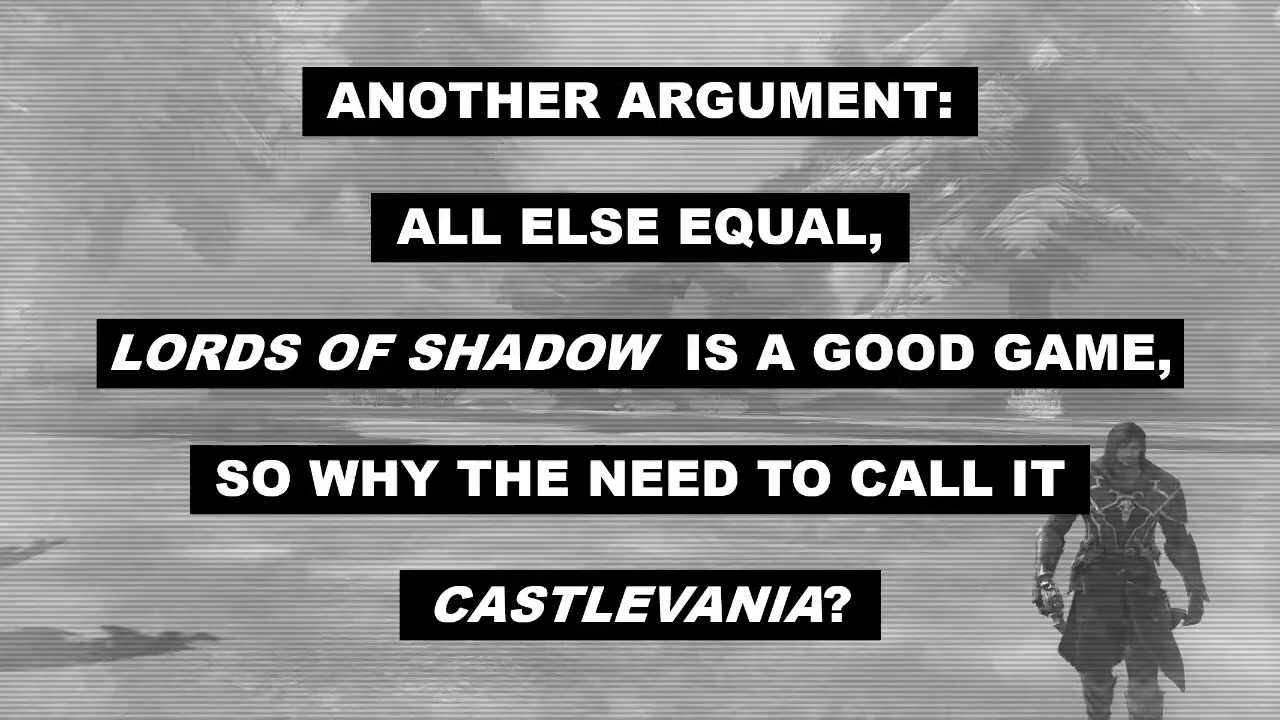 ANOTHER ARGUMENT:
ALL ELSE EQUAL,
LORDS OF SHADOW IS A GOOD GAME,
SO WHY THE NEED TO CALL IT
CASTLEVANIA?